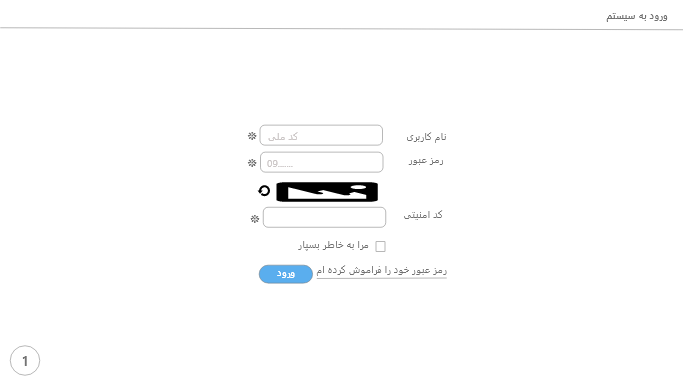 ورود به سیستم
نام کاربری
کد ملی
رمز عبور
09......
کد امنیتی
مرا به خاطر بسپار
رمز عبور خود را فراموش کرده ام
ورود
1